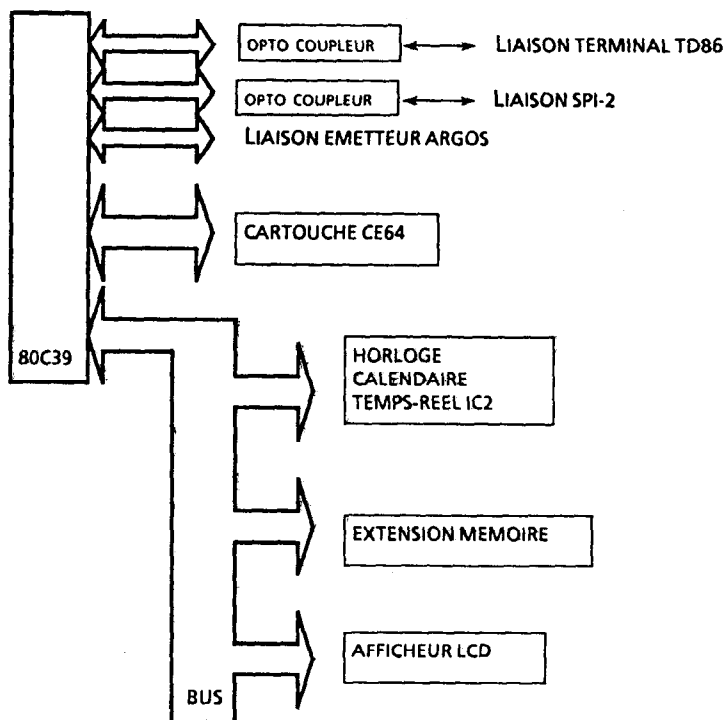 OPTO COUPLEUR
LIAISON TERMINAL TD86
OPTO COUPLEUR
LIAISON SPI-2
LIAISON EMETTEUR ARGOS
CARTOUCHE CE64
80C39
HORLOGE
CALENDAIRE
TEMPS-REEL IC2
EXTENSION MEMOIRE
AFFICHEUR LCD
BUS